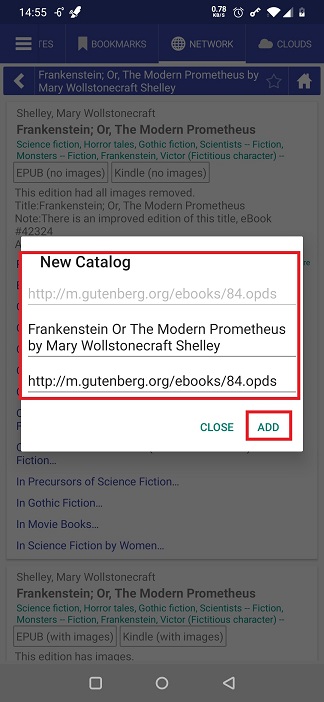 14:55 -6° 0.78 KB/s
TES BOOKMARKS NETWORK CLOUDS
Frankenstein; Or, The Modern Prometheus by
Mary Wollstonecraft Shelley
Shelley, Mary Wollstonecraft
Frankenstein; Or, The Modern Prometheus
Science fiction, Horror tales, Gothic fiction, Scientists -- Fiction,
Monsters -- Fiction, Frankenstein, Victor (Fictitious character) --
EPUB (no images) Kindle (no images)
This edition had all images removed.
Title:Frankenstein; Or, The Modern Prometheus
Note:There is an improved edition of this title, eBook
#42324
New Catalog
http://m.gutenberg.org/ebooks/84.opds
Frankenstein Or The Modern Prometheus
by Mary Wollstonecraft Shelley
http://m.gutenberg.org/ebooks/84.opds
CLOSE ADD
Fiction…
In Precursors of Science Fiction…
In Gothic Fiction…
In Movie Books…
In Science Fiction by Women…
Shelley, Mary Wollstonecraft
Frankenstein; Or, The Modern Prometheus
Science fiction, Horror tales, Gothic fiction, Scientists -- Fiction,
Monsters -- Fiction, Frankenstein, Victor (Fictitious character) --
EPUB (with images) Kindle (with images)
This edition has images.
Title:Frankenstein; Or, The Modern Prometheus